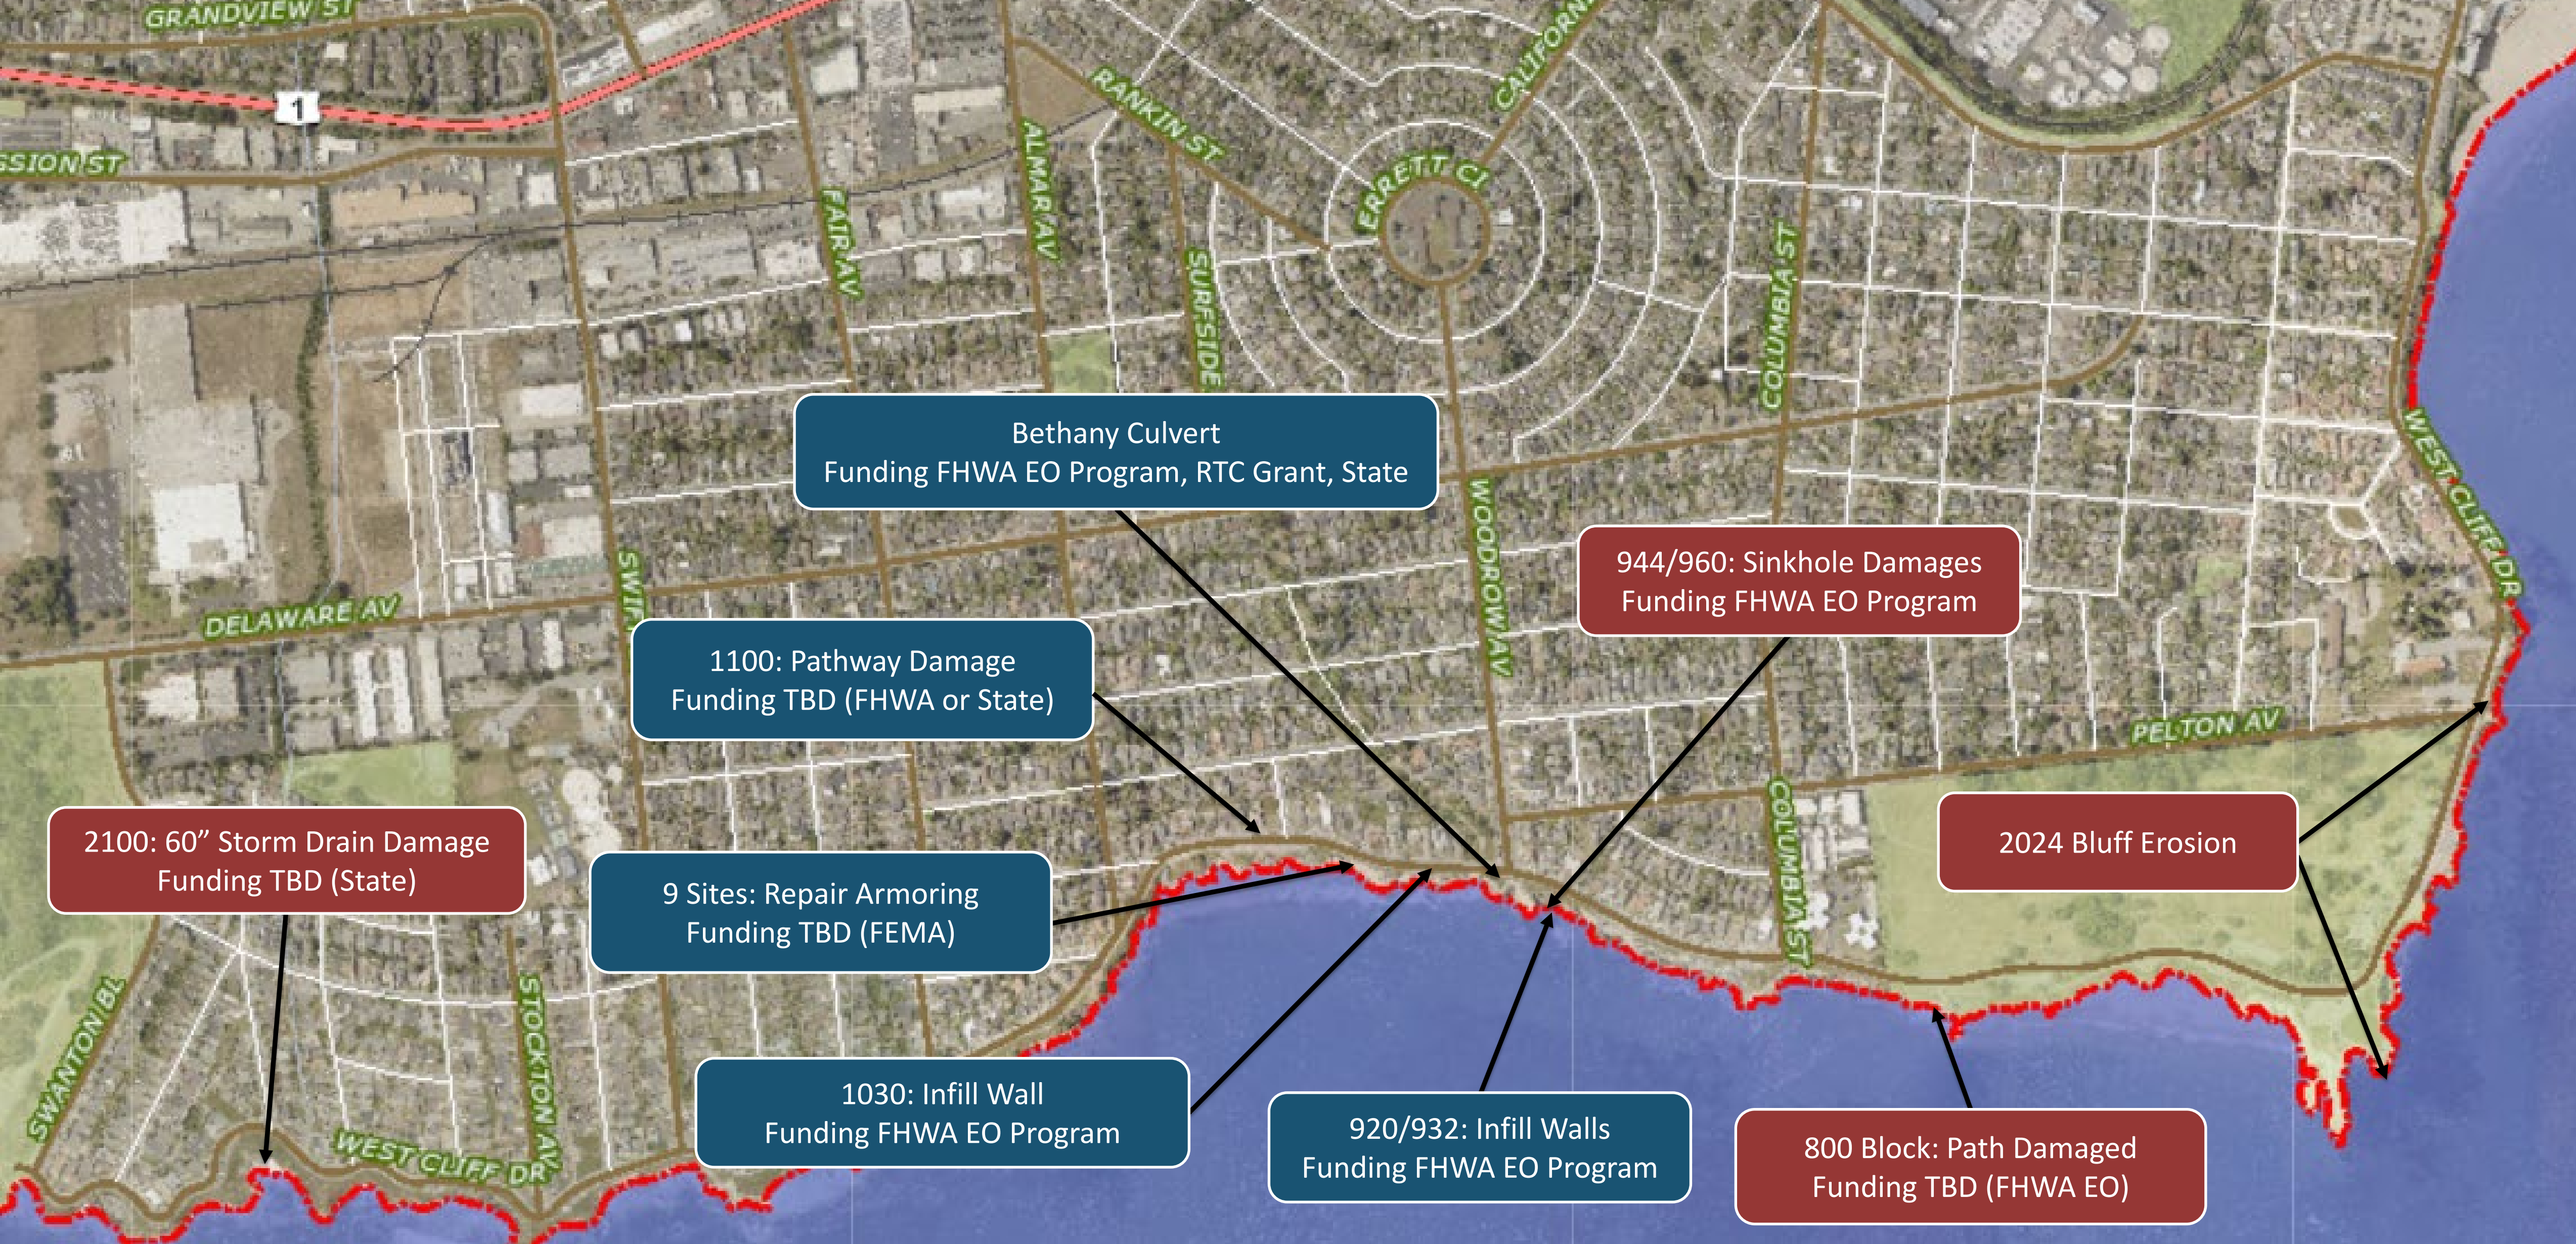 GRANDVIEW ST
1
SSION ST
RANKIN ST
CALIFORN
ALMAR AV
FAIR AV
ERRETT CI
SURFSIDE
COLUMBIA ST
WEST CLIFF DR
Bethany Culvert
Funding FHWA EO Program, RTC Grant, State
WOODROW AV
944/960: Sinkhole Damages
Funding FHWA EO Program
SWIF
DELAWARE AV
1100: Pathway Damage
Funding TBD (FHWA or State)
PELTON AV
COLUMBIA ST
2024 Bluff Erosion
2100: 60” Storm Drain Damage
Funding TBD (State)
9 Sites: Repair Armoring
Funding TBD (FEMA)
SWANTON BL
STOCKTON AV
WEST CLIFF DR
1030: Infill Wall
Funding FHWA EO Program
920/932: Infill Walls
Funding FHWA EO Program
800 Block: Path Damaged
Funding TBD (FHWA EO)